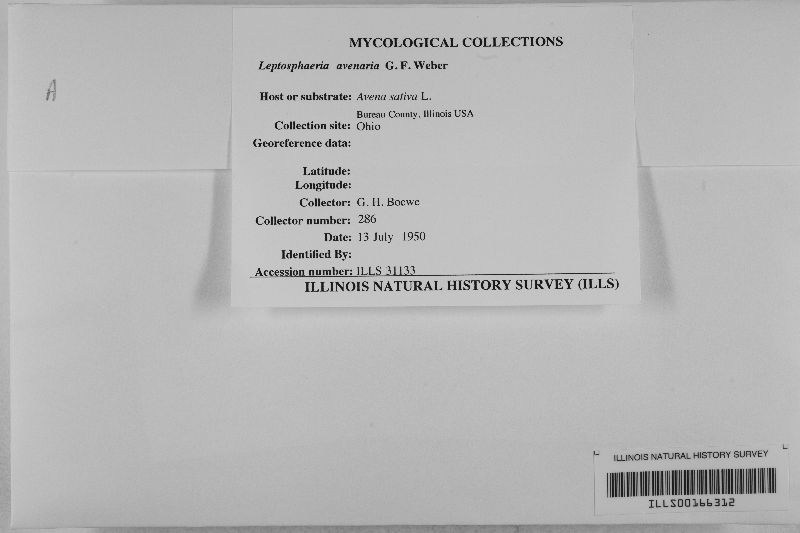 A
MYCOLOGICAL COLLECTIONS
Leptosphaeria avenaria G. F. Weber
Host or substrate: Avena sativa L.
Bureau County, Illinois USA
Collection site: Ohio
Georeference data:
Latitude:
Longitude:
Collector: G. H. Boewe
Collector number: 286
Date: 13 July 1950
Identified By:
Accession number: ILLS 31133
ILLINOIS NATURAL HISTORY SURVEY (ILLS)
ILLINOIS NATURAL HISTORY SURVEY
ILLS00166312